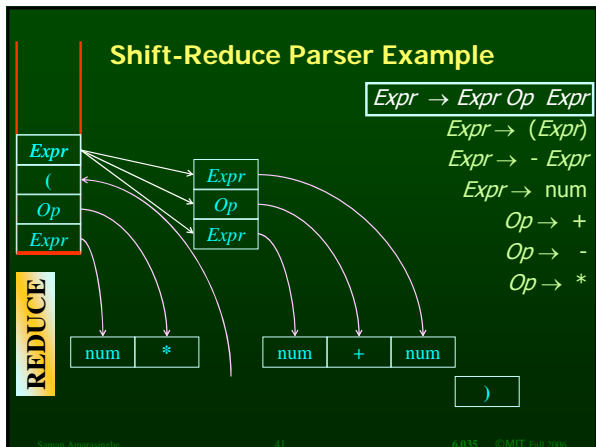 Shift-Reduce Parser Example
Expr → Expr Op Expr
Expr → (Expr)
Expr → - Expr
Expr → num
Op → +
Op → -
Op → *
Expr
(
Op
Expr
Expr
Op
Expr
REDUCE
num *
num + num
)
Saman Amarasinghe 41 6.035 ©MIT Fall 2006